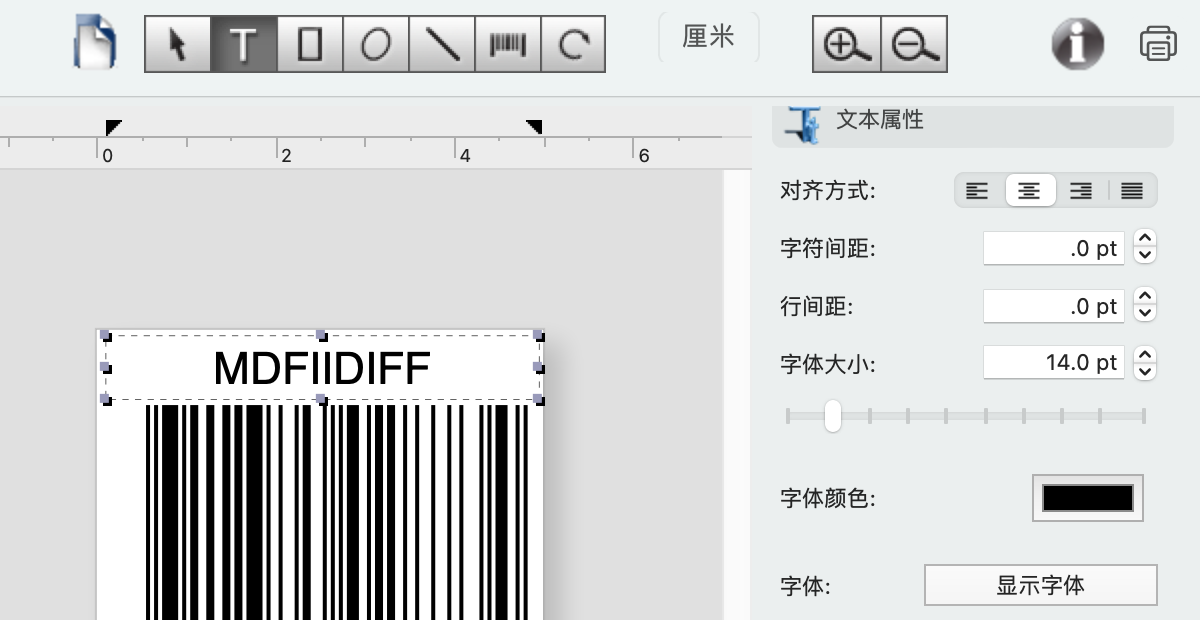 厘米
文本属性
0 2 4 6
对齐方式:
字符间距: .0 pt
行间距: .0 pt
字体大小: 14.0 pt
MDFIIDIFF
字体颜色:
字体: 显示字体